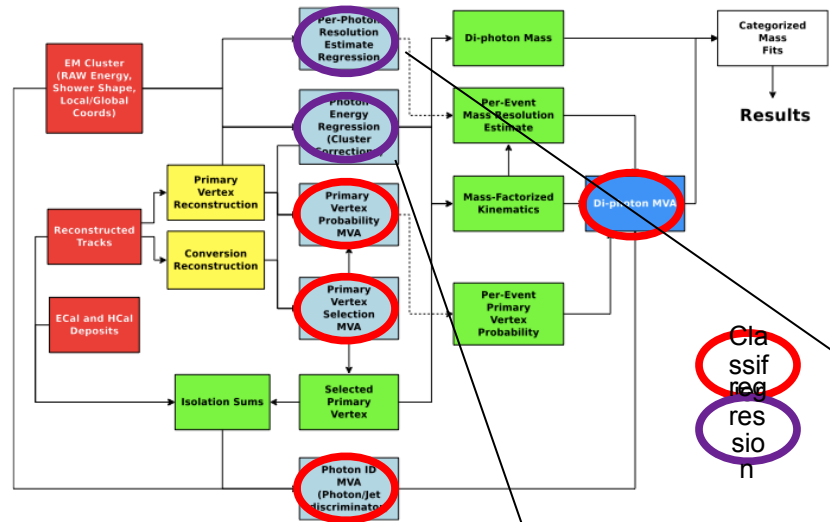 Per-Photon
Resolution
Estimate
Regression
Di-photon Mass
Categorized
Mass
Fits
EM Cluster
(RAW Energy,
Shower Shape,
Local/Global
Coords)
Results
Photon
Energy
Regression
(Cluster
Corrections)
Per-Event
Mass Resolution
Estimate
Primary
Vertex
Reconstruction
Primary
Vertex
Probability
MVA
Mass-Factorized
Kinematics
Di-photon MVA
Reconstructed
Tracks
Conversion
Reconstruction
Primary
Vertex
Selection
MVA
Per-Event
Primary
Vertex
Probability
ECal and HCal
Deposits
Cla
ssif
reg
res
sio
n
Isolation Sums
Selected
Primary
Vertex
Photon ID
MVA
(Photon/Jet
discriminator